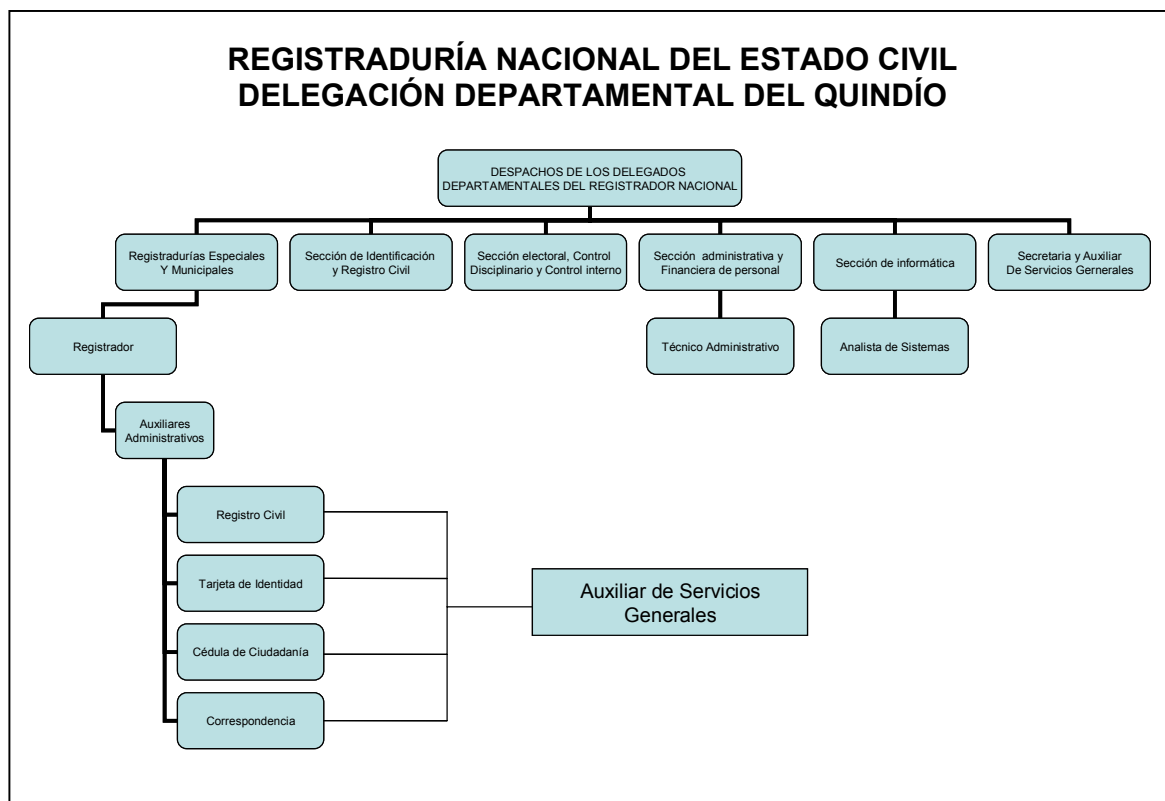 REGISTRADURÍA NACIONAL DEL ESTADO CIVIL
DELEGACIÓN DEPARTAMENTAL DEL QUINDÍO
DESPACHOS DE LOS DELEGADOS
DEPARTAMENTALES DEL REGISTRADOR NACIONAL
Registradurías Especiales
Y Municipales
Sección de Identificación
y Registro Civil
Sección electoral, Control
Disciplinario y Control interno
Sección administrativa y
Financiera de personal
Sección de informática
Secretaria y Auxiliar
De Servicios Gernerales
Registrador
Técnico Administrativo
Analista de Sistemas
Auxiliares
Administrativos
Registro Civil
Tarjeta de Identidad
Auxiliar de Servicios
Generales
Cédula de Ciudadanía
Correspondencia